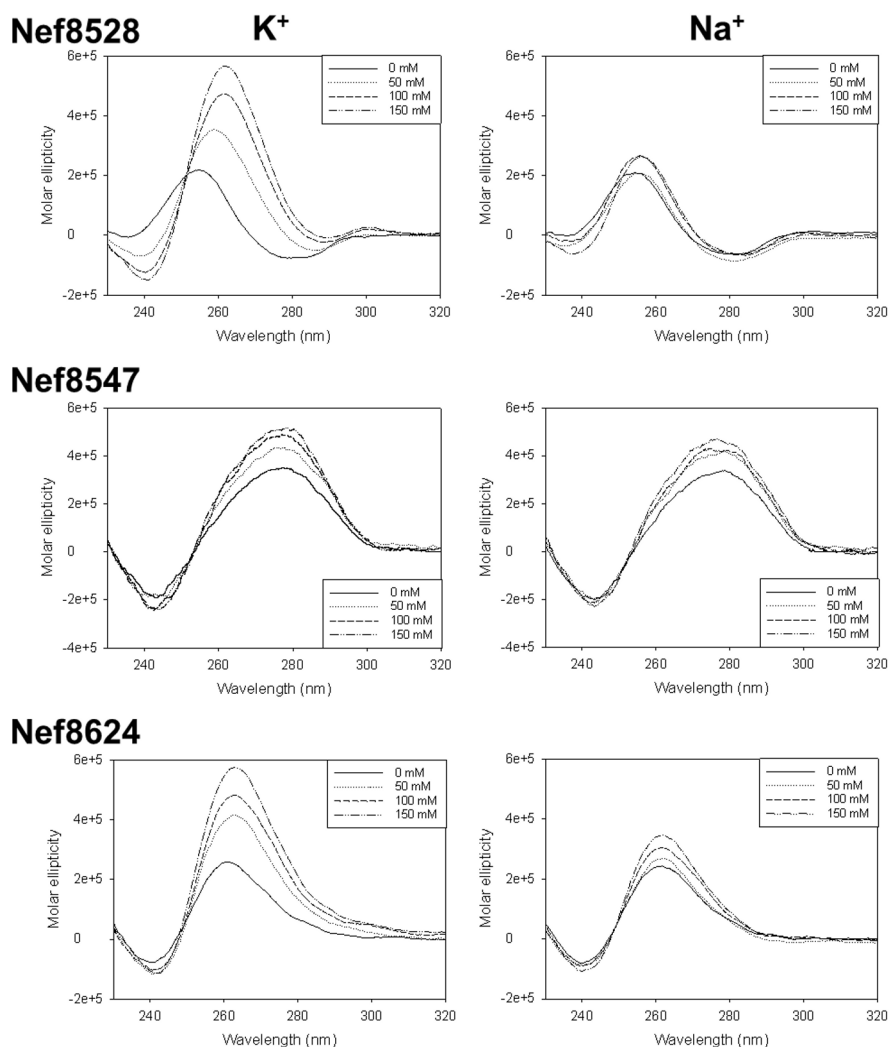 Nef8528 K⁺ Na⁺
6e+5
4e+5
2e+5
0
-2e+5
Molar ellipticity
0 mM
50 mM
100 mM
150 mM
240 260 280 300 320
Wavelength (nm)
6e+5
4e+5
2e+5
0
-2e+5
Molar ellipticity
0 mM
50 mM
100 mM
150 mM
240 260 280 300 320
Wavelength (nm)
Nef8547
6e+5
4e+5
2e+5
0
-2e+5
-4e+5
Molar ellipticity
0 mM
50 mM
100 mM
150 mM
240 260 280 300 320
Wavelength (nm)
6e+5
4e+5
2e+5
0
-2e+5
-4e+5
Molar ellipticity
0 mM
50 mM
100 mM
150 mM
240 260 280 300 320
Wavelength (nm)
Nef8624
6e+5
4e+5
2e+5
0
-2e+5
Molar ellipticity
0 mM
50 mM
100 mM
150 mM
240 260 280 300 320
Wavelength (nm)
6e+5
4e+5
2e+5
0
-2e+5
Molar ellipticity
0 mM
50 mM
100 mM
150 mM
240 260 280 300 320
Wavelength (nm)